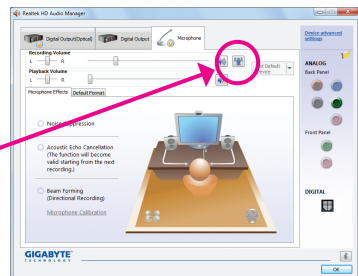 Realtek HD Audio Manager
Digital Output(Optical)
Digital Output
Microphone
Device advanced
settings
Recording Volume
L
R
Set Default
Device
Playback Volume
L
R
ANALOG
Back Panel
Microphone Effects
Default Format
Noise Suppression
Acoustic Echo Cancellation
(The function will become
valid starting from the next
recording.)
Front Panel
Beam Forming
(Directional Recording)
Microphone Calibration
DIGITAL
GIGABYTE
TECHNOLOGY
OK